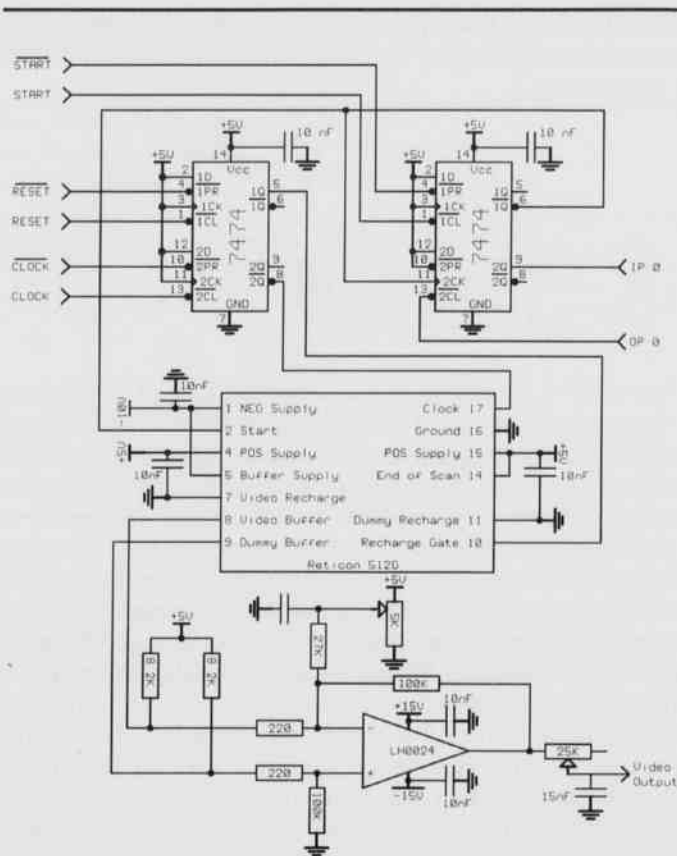 START
START
RESET
RESET
CLOCK
CLOCK
+5V
10 nF
14
Vcc
+5V
2 1D
4 1PR
3 1CK
1 1CL
12 2D
10 2PR
11 2CK
13 2CL
1Q 5
1Q 6
2Q 9
2Q 8
7474
GND
7
+5V
10 nF
14
Vcc
+5V
2 1D
4 1PR
3 1CK
1 1CL
12 2D
10 2PR
11 2CK
13 2CL
1Q 5
1Q 6
2Q 9
2Q 8
7474
GND
7
IP 0
OP 0
10nF
-10V
+5V
10nF
1 NEG Supply
2 Start
4 POS Supply
5 Buffer Supply
7 Video Recharge
8 Video Buffer
9 Dummy Buffer
Clock 17
Ground 16
POS Supply 15
End of Scan 14
Dummy Recharge 11
Recharge Gate 10
+5V
10nF
Reticon 512D
+5V
5K
27K
+5V
8.2K
8.2K
100K
10nF
+15V
220
-
LH0024
220
+
-15V
10nF
100K
25K
Video
Output
15nF